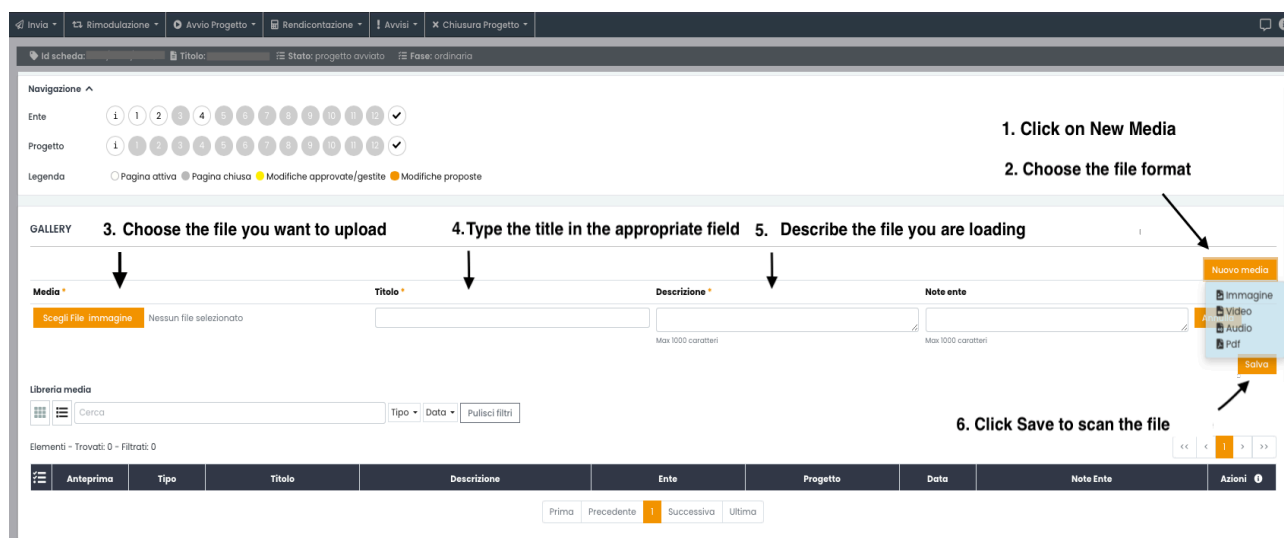 Invia Rimodulazione Avvio Progetto Rendicontazione Avvisi Chiusura Progetto
Id scheda: Titolo: Stato: progetto avviato Fase: ordinaria
Navigazione
Ente i 1 2 3 4 5 6 7 8 9 10 11 12
Progetto i 1 2 3 4 5 6 7 8 9 10 11 12
Legenda Pagina attiva Pagina chiusa Modifiche approvate/gestite Modifiche proposte
1. Click on New Media
2. Choose the file format
GALLERY
3. Choose the file you want to upload
4.Type the title in the appropriate field
5. Describe the file you are loading
Nuovo media
Immagine
Video
Audio
Pdf
Media * Titolo * Descrizione * Note ente
Scegli File immagine Nessun file selezionato
Max 1000 caratteri Max 1000 caratteri
Salva
6. Click Save to scan the file
Libreria media
Cerca Tipo Data Pulisci filtri
Elementi - Trovati: 0 - Filtrati: 0
<< < 1 > >>
Anteprima Tipo Titolo Descrizione Ente Progetto Data Note Ente Azioni
Prima Precedente 1 Successiva Ultima